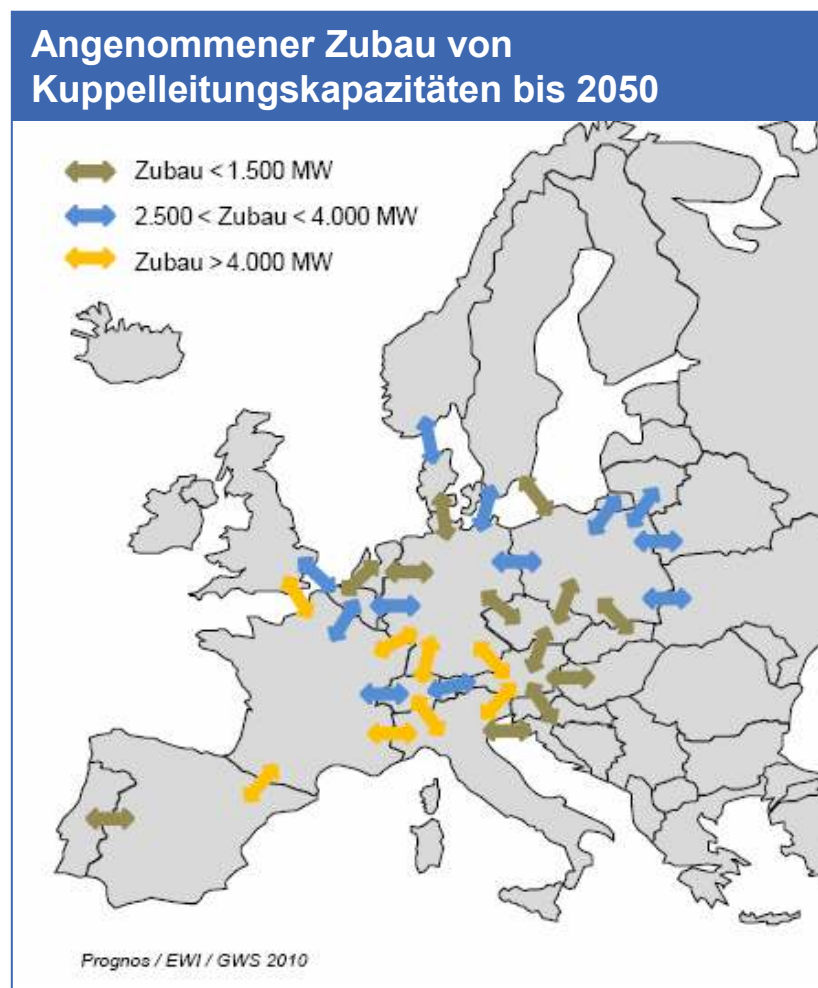 Angenommener Zubau von
Kuppelleitungskapazitäten bis 2050
Zubau < 1.500 MW
2.500 < Zubau < 4.000 MW
Zubau > 4.000 MW
Prognos / EWI / GWS 2010